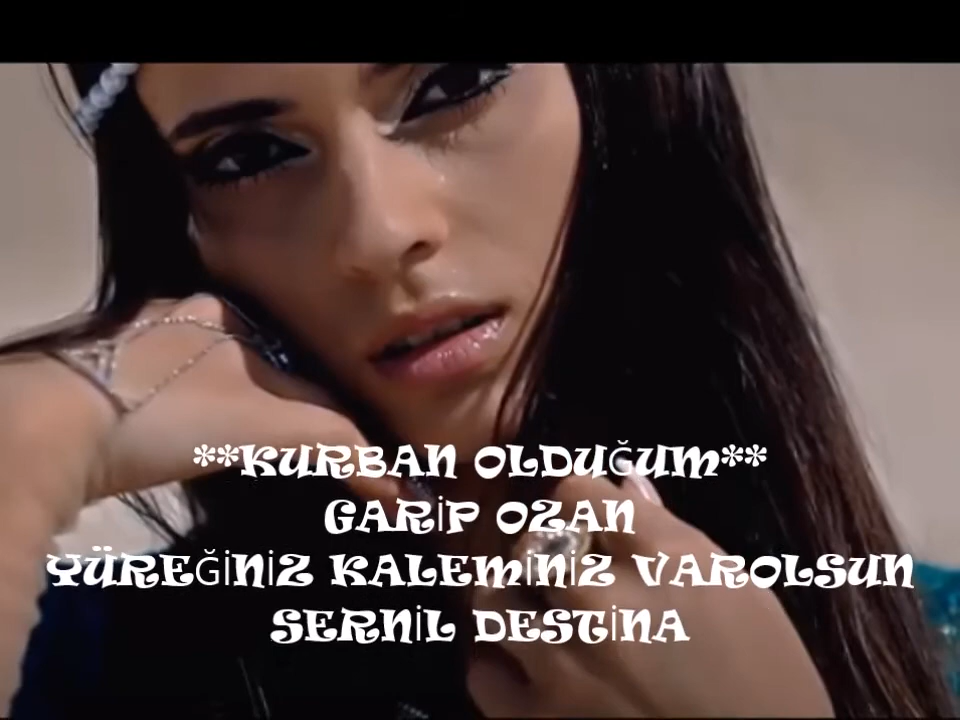 **KURBAN OLDUĞUM**
GARİP OZAN
YÜREĞİNİZ KALEMİNİZ VAROLSUN
SERNİL DESTİNA